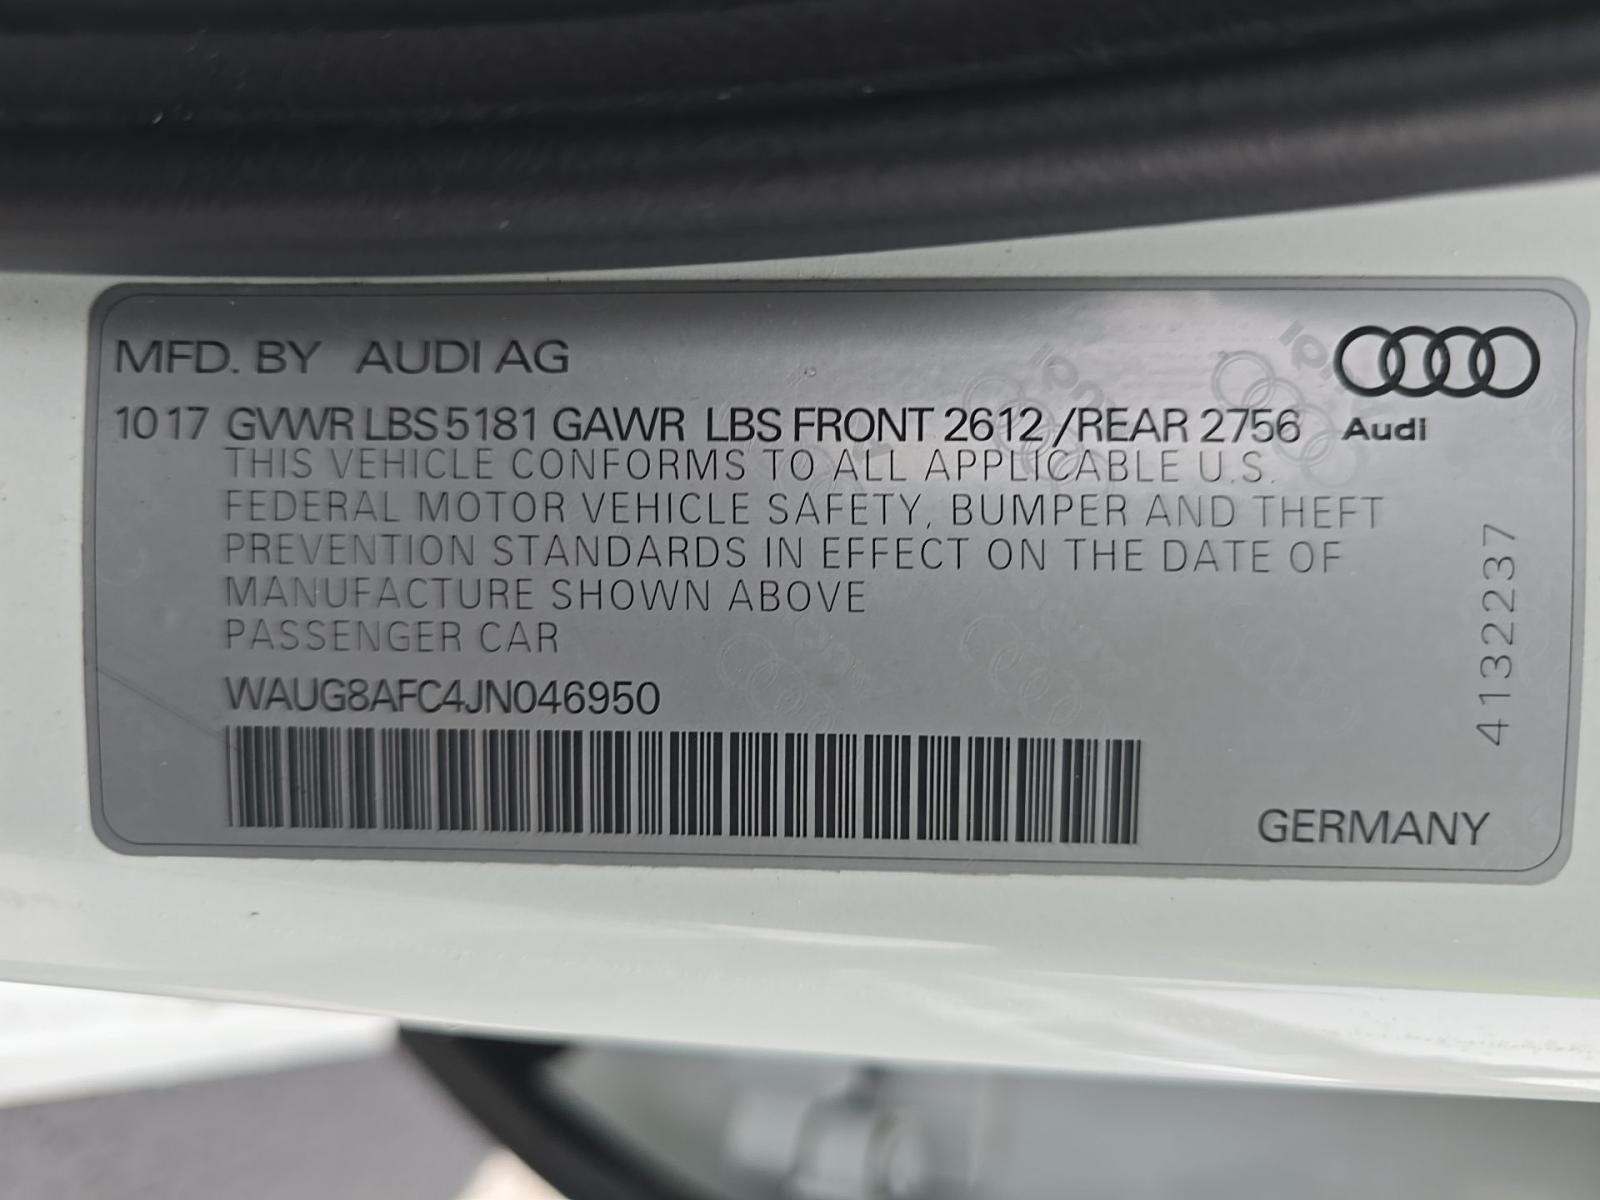 MFD. BY AUDI AG
1017 GVWR LBS 5181 GAWR LBS FRONT 2612 /REAR 2756
Audi
THIS VEHICLE CONFORMS TO ALL APPLICABLE U.S.
FEDERAL MOTOR VEHICLE SAFETY, BUMPER AND THEFT
PREVENTION STANDARDS IN EFFECT ON THE DATE OF
MANUFACTURE SHOWN ABOVE
PASSENGER CAR
WAUG8AFC4JN046950
4132237
GERMANY